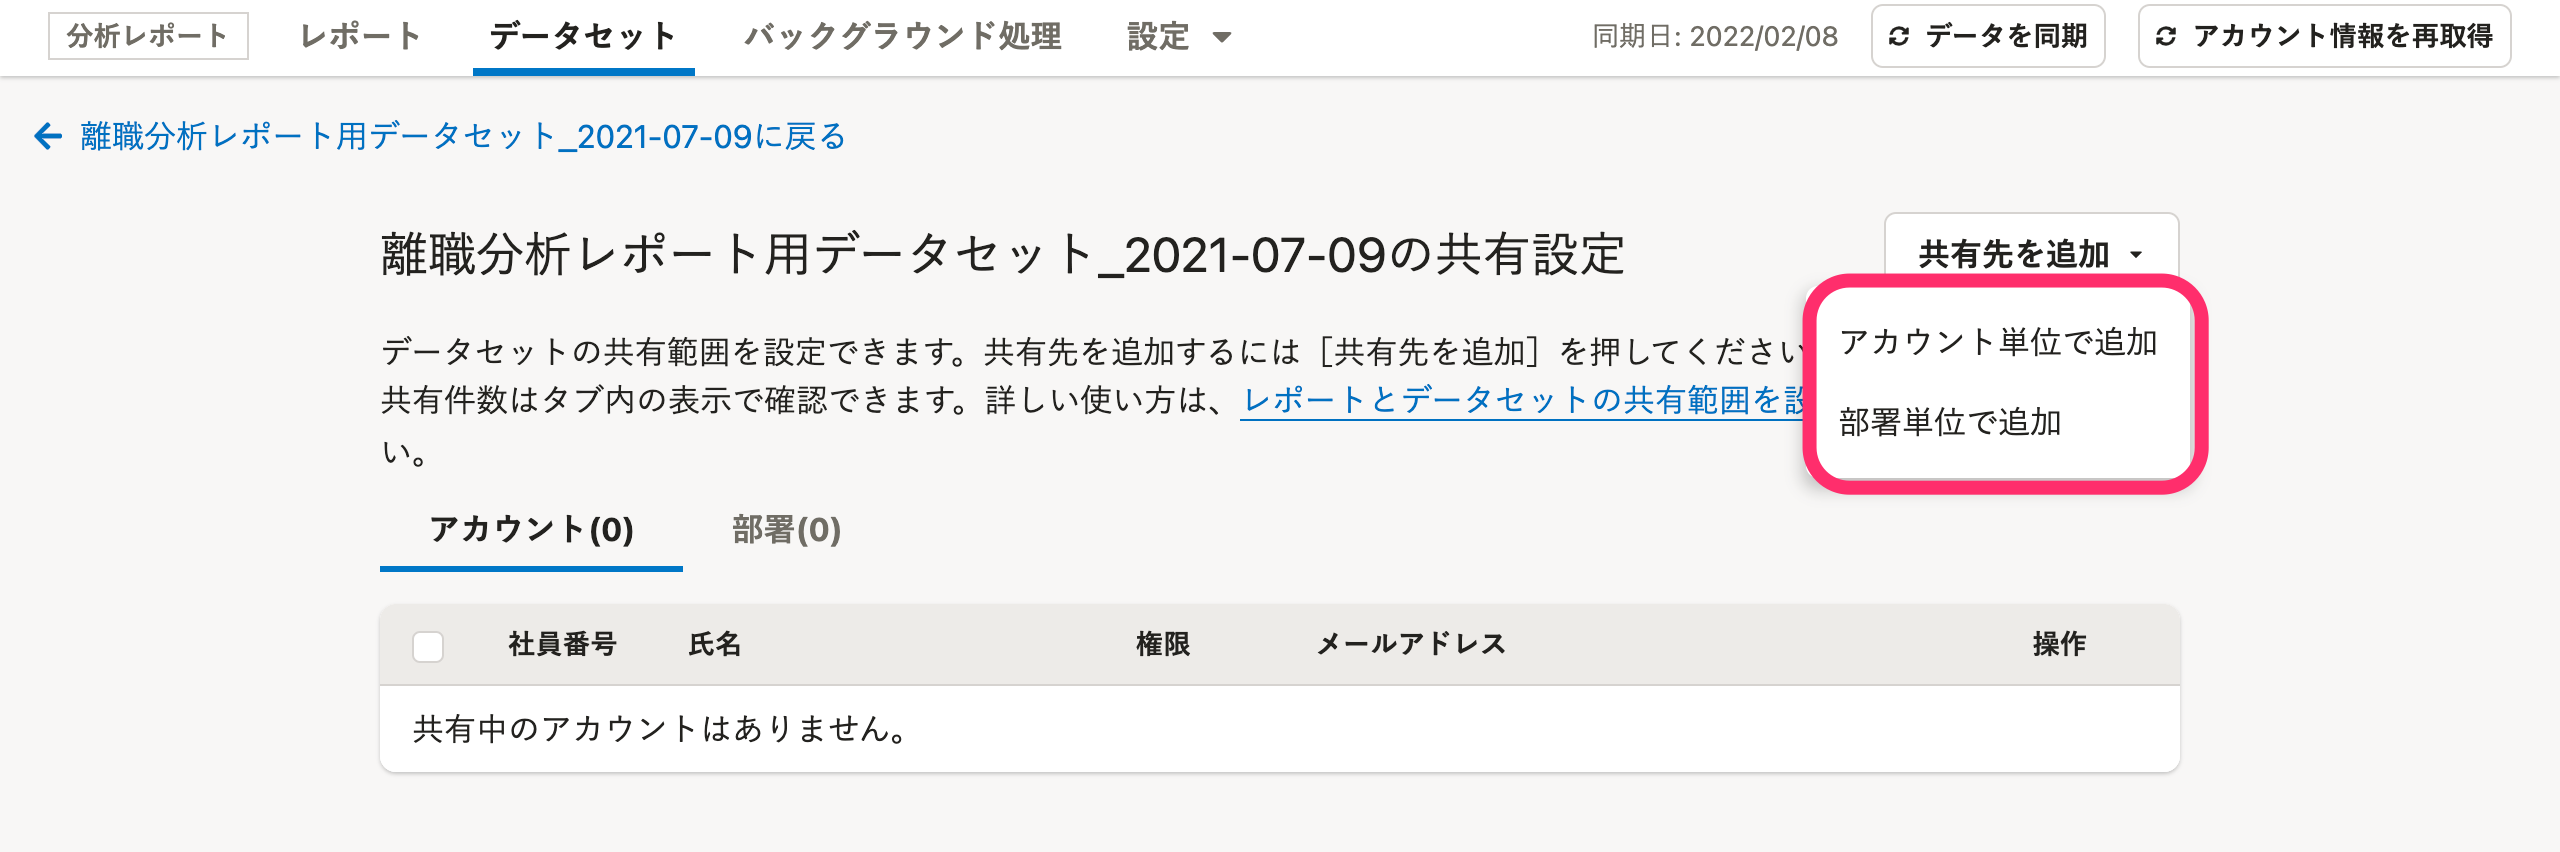 分析レポート レポート データセット バックグラウンド処理 設定 同期日: 2022/02/08 データを同期 アカウント情報を再取得
離職分析レポート用データセット_2021-07-09に戻る
離職分析レポート用データセット_2021-07-09の共有設定
共有先を追加
アカウント単位で追加
部署単位で追加
データセットの共有範囲を設定できます。共有先を追加するには［共有先を追加］を押してください
共有件数はタブ内の表示で確認できます。詳しい使い方は、レポートとデータセットの共有範囲を設
い。
アカウント(0) 部署(0)
社員番号 氏名 権限 メールアドレス 操作
共有中のアカウントはありません。